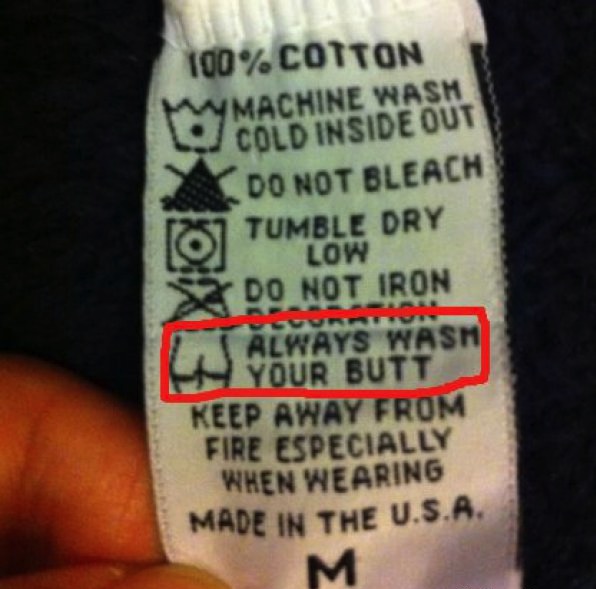 100% COTTON
MACHINE WASH
COLD INSIDE OUT
DO NOT BLEACH
TUMBLE DRY
LOW
DO NOT IRON
DECORATION
ALWAYS WASH
YOUR BUTT
KEEP AWAY FROM
FIRE ESPECIALLY
WHEN WEARING
MADE IN THE U.S.A.
M